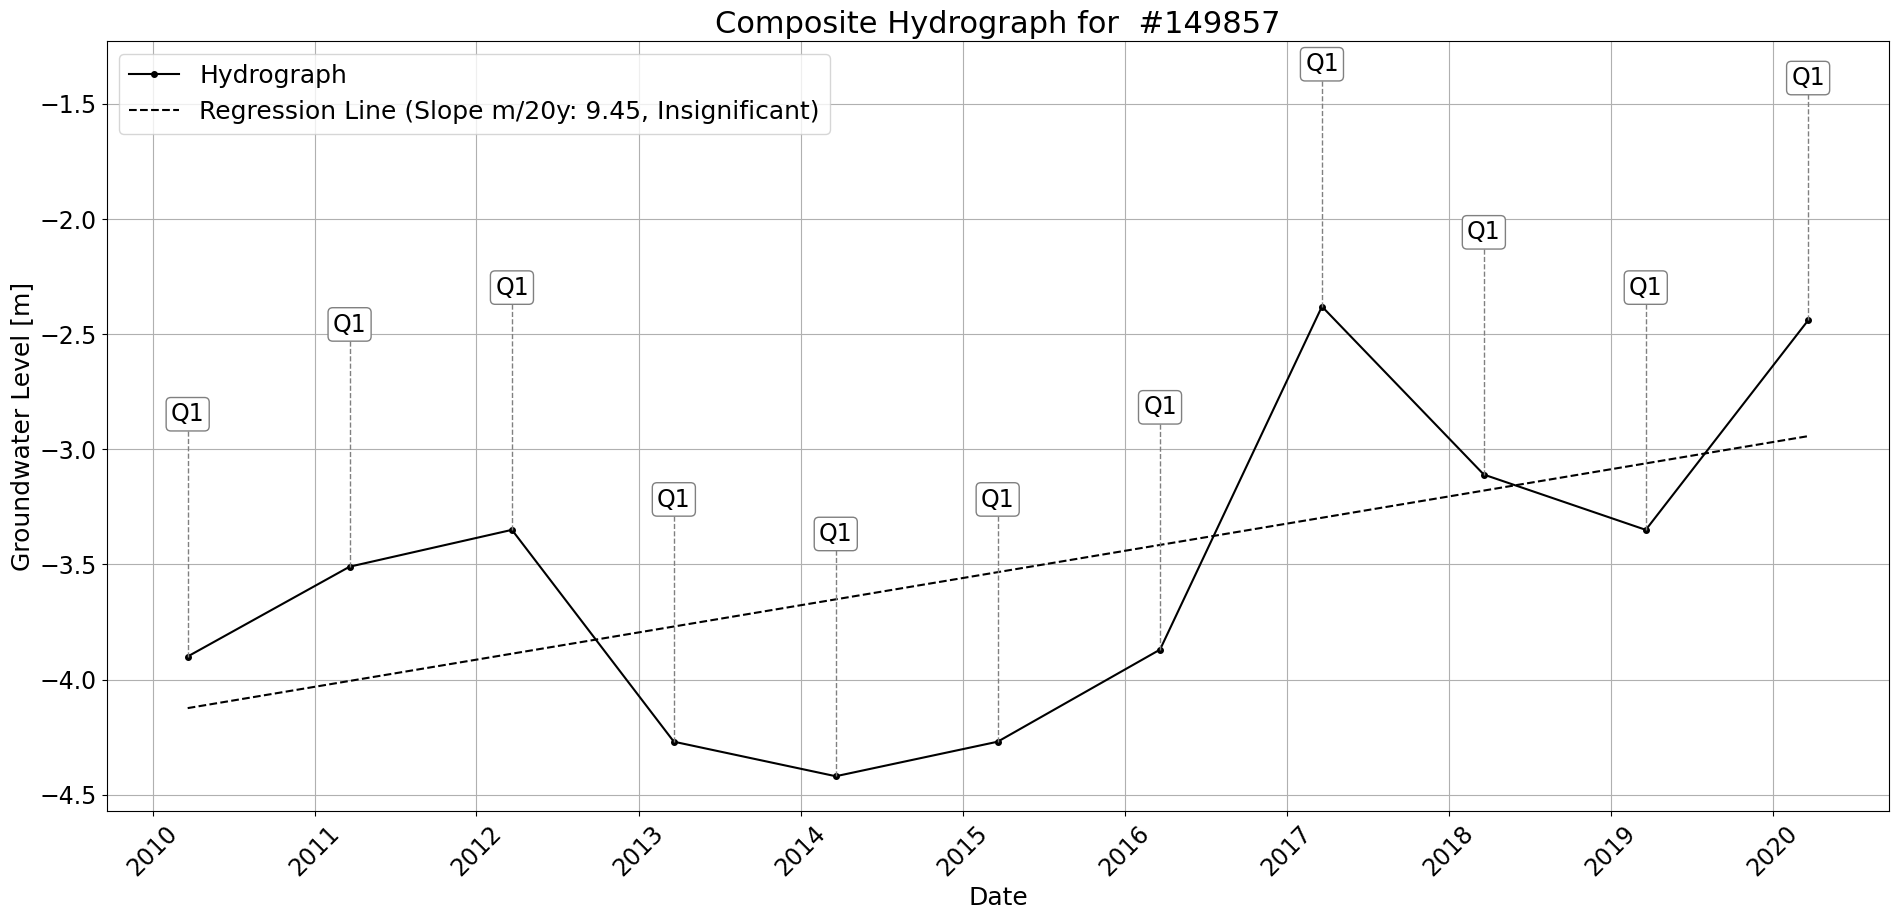 Composite Hydrograph for  #149857
Hydrograph
Regression Line (Slope m/20y: 9.45, Insignificant)
Q1
Q1
Q1
Q1
Q1
Q1
Q1
Q1
Q1
Q1
Q1
Groundwater Level [m]
−1.5
−2.0
−2.5
−3.0
−3.5
−4.0
−4.5
2010
2011
2012
2013
2014
2015
2016
2017
2018
2019
2020
Date